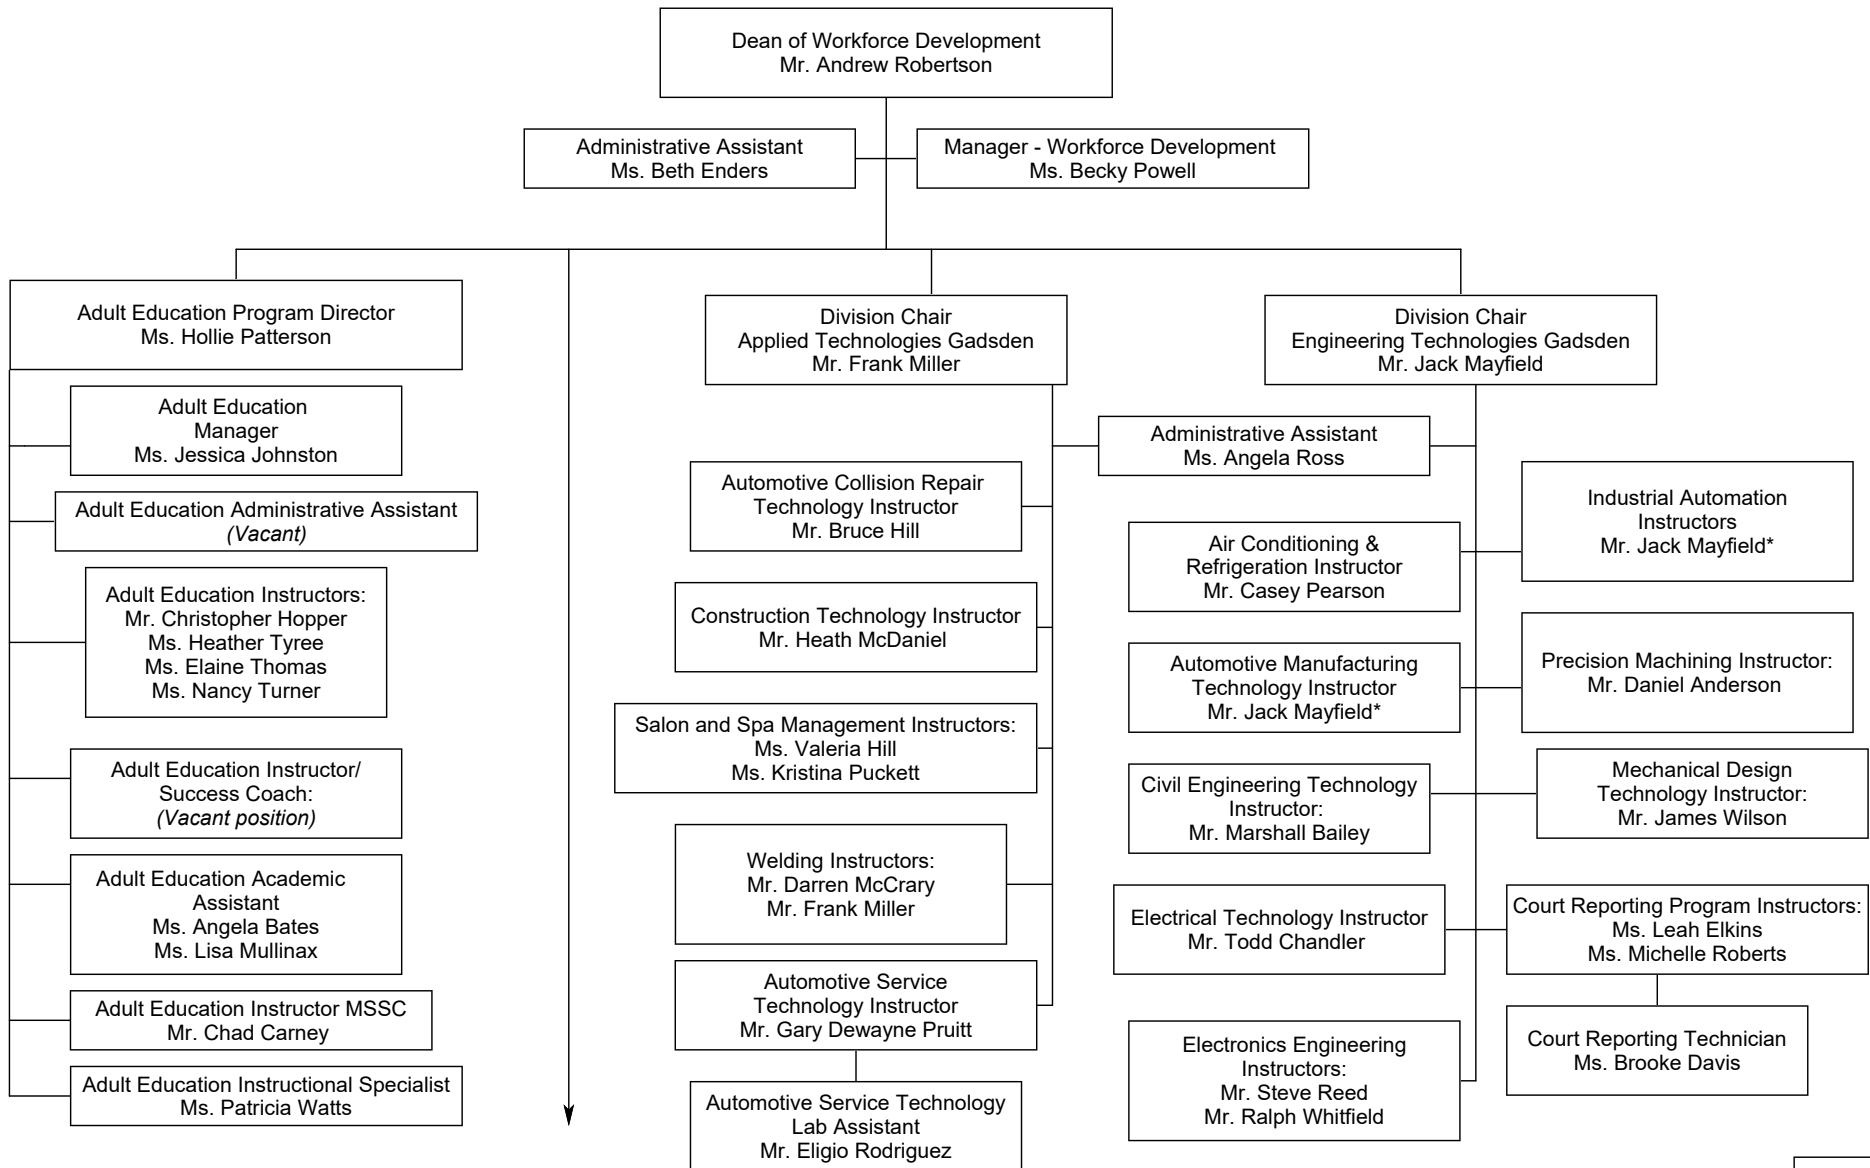 Dean of Workforce Development
Mr. Andrew Robertson
Administrative Assistant
Ms. Beth Enders
Manager - Workforce Development
Ms. Becky Powell
Adult Education Program Director
Ms. Hollie Patterson
Adult Education
Manager
Ms. Jessica Johnston
Adult Education Administrative Assistant
(Vacant)
Adult Education Instructors:
Mr. Christopher Hopper
Ms. Heather Tyree
Ms. Elaine Thomas
Ms. Nancy Turner
Adult Education Instructor/
Success Coach:
(Vacant position)
Adult Education Academic
Assistant
Ms. Angela Bates
Ms. Lisa Mullinax
Adult Education Instructor MSSC
Mr. Chad Carney
Adult Education Instructional Specialist
Ms. Patricia Watts
Division Chair
Applied Technologies Gadsden
Mr. Frank Miller
Automotive Collision Repair
Technology Instructor
Mr. Bruce Hill
Construction Technology Instructor
Mr. Heath McDaniel
Salon and Spa Management Instructors:
Ms. Valeria Hill
Ms. Kristina Puckett
Welding Instructors:
Mr. Darren McCrary
Mr. Frank Miller
Automotive Service
Technology Instructor
Mr. Gary Dewayne Pruitt
Automotive Service Technology
Lab Assistant
Mr. Eligio Rodriguez
Division Chair
Engineering Technologies Gadsden
Mr. Jack Mayfield
Administrative Assistant
Ms. Angela Ross
Air Conditioning &
Refrigeration Instructor
Mr. Casey Pearson
Automotive Manufacturing
Technology Instructor
Mr. Jack Mayfield*
Civil Engineering Technology
Instructor:
Mr. Marshall Bailey
Electrical Technology Instructor
Mr. Todd Chandler
Electronics Engineering
Instructors:
Mr. Steve Reed
Mr. Ralph Whitfield
Industrial Automation
Instructors
Mr. Jack Mayfield*
Precision Machining Instructor:
Mr. Daniel Anderson
Mechanical Design
Technology Instructor:
Mr. James Wilson
Court Reporting Program Instructors:
Ms. Leah Elkins
Ms. Michelle Roberts
Court Reporting Technician
Ms. Brooke Davis